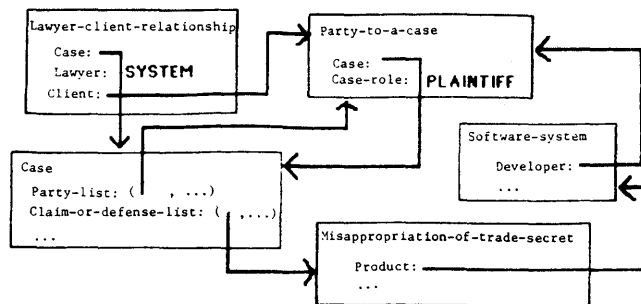 Lawyer-client-relationship
Case:
Lawyer: SYSTEM
Client:
Party-to-a-case
Case:
Case-role: PLAINTIFF
Software-system
Developer:
...
Case
Party-list: ( , ...)
Claim-or-defense-list: ( ,...)
...
Misappropriation-of-trade-secret
Product:
...